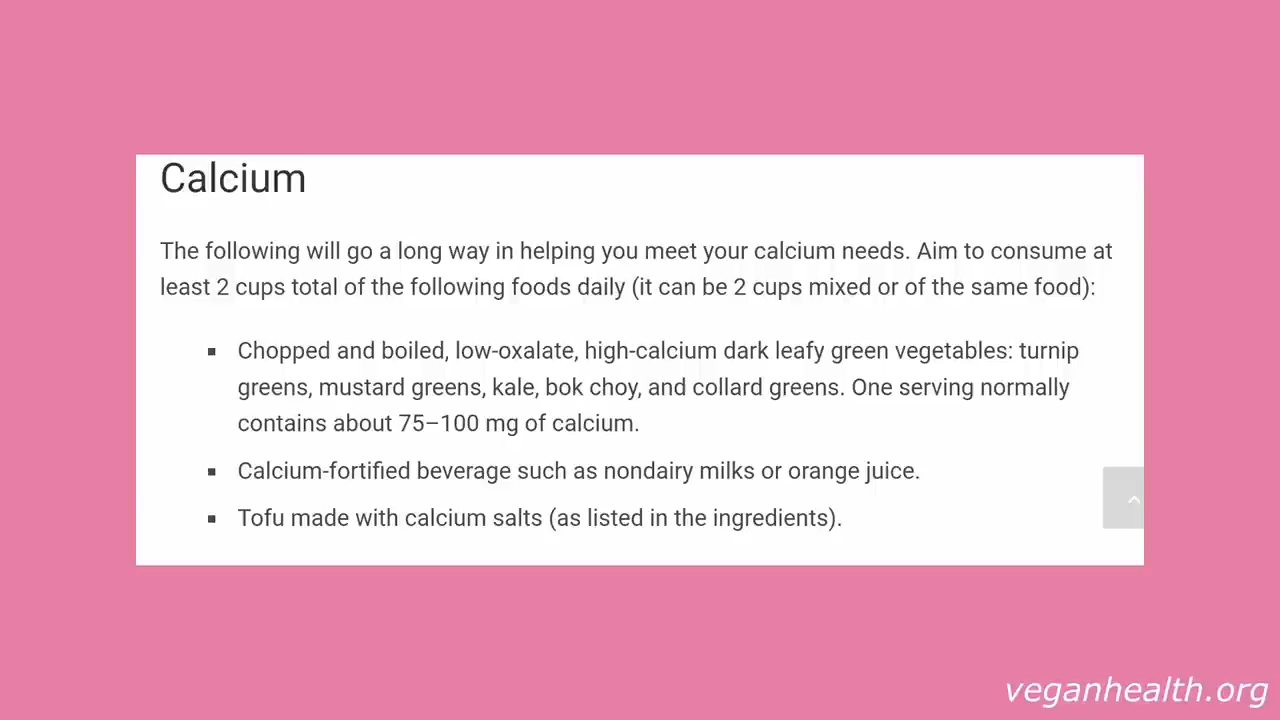 Calcium
The following will go a long way in helping you meet your calcium needs. Aim to consume at
least 2 cups total of the following foods daily (it can be 2 cups mixed or of the same food):
▪ Chopped and boiled, low-oxalate, high-calcium dark leafy green vegetables: turnip
greens, mustard greens, kale, bok choy, and collard greens. One serving normally
contains about 75–100 mg of calcium.
▪ Calcium-fortified beverage such as nondairy milks or orange juice.
▪ Tofu made with calcium salts (as listed in the ingredients).
veganhealth.org